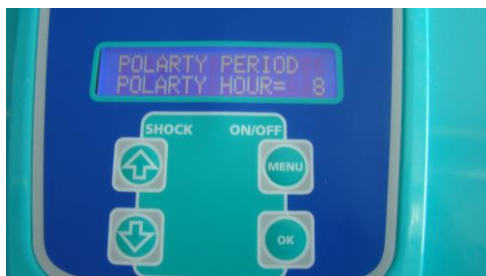 POLARTY PERIOD
POLARTY HOUR= 8
SHOCK ON/OFF
MENU
OK